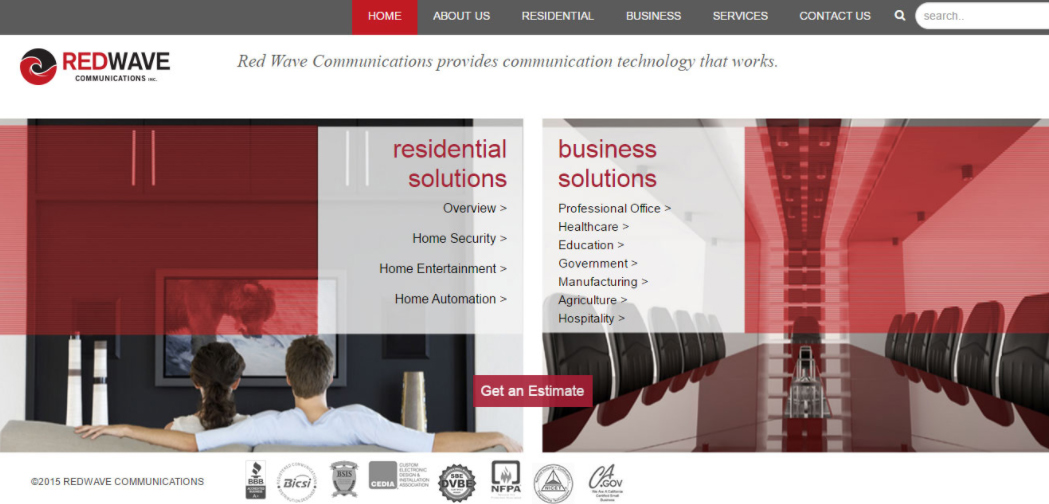 HOME ABOUT US RESIDENTIAL BUSINESS SERVICES CONTACT US search..
REDWAVE
COMMUNICATIONS INC.
Red Wave Communications provides communication technology that works.
residential
solutions
Overview >
Home Security >
Home Entertainment >
Home Automation >
business
solutions
Professional Office >
Healthcare >
Education >
Government >
Manufacturing >
Agriculture >
Hospitality >
Get an Estimate
©2015 REDWAVE COMMUNICATIONS
BBB
ACCREDITED
BUSINESS
A+
Bicsi
BSIS
CEDIA
CUSTOM
ELECTRONIC
DESIGN &
INSTALLATION
ASSOCIATION
DVBE
NFPA
NICET
CA.GOV